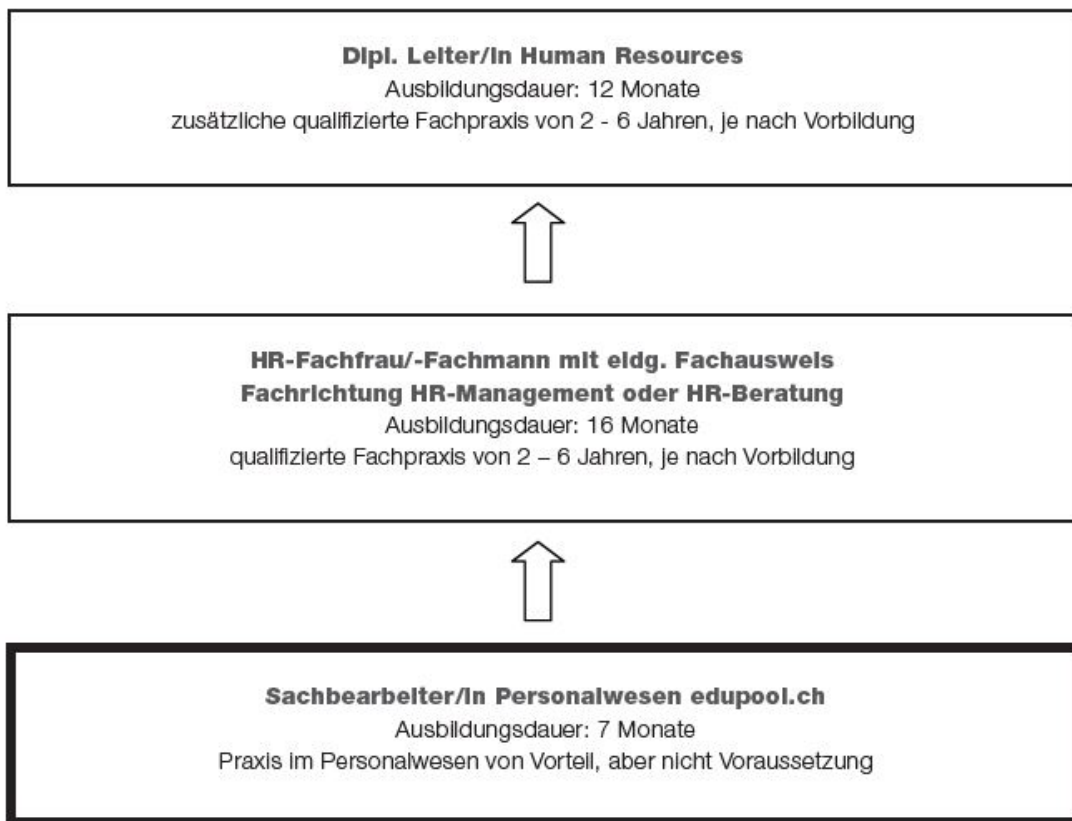 Dipl. Leiter/in Human Resources
Ausbildungsdauer: 12 Monate
zusätzliche qualifizierte Fachpraxis von 2 - 6 Jahren, je nach Vorbildung
HR-Fachfrau/-Fachmann mit eidg. Fachausweis
Fachrichtung HR-Management oder HR-Beratung
Ausbildungsdauer: 16 Monate
qualifizierte Fachpraxis von 2 – 6 Jahren, je nach Vorbildung
Sachbearbeiter/in Personalwesen edupool.ch
Ausbildungsdauer: 7 Monate
Praxis im Personalwesen von Vorteil, aber nicht Voraussetzung